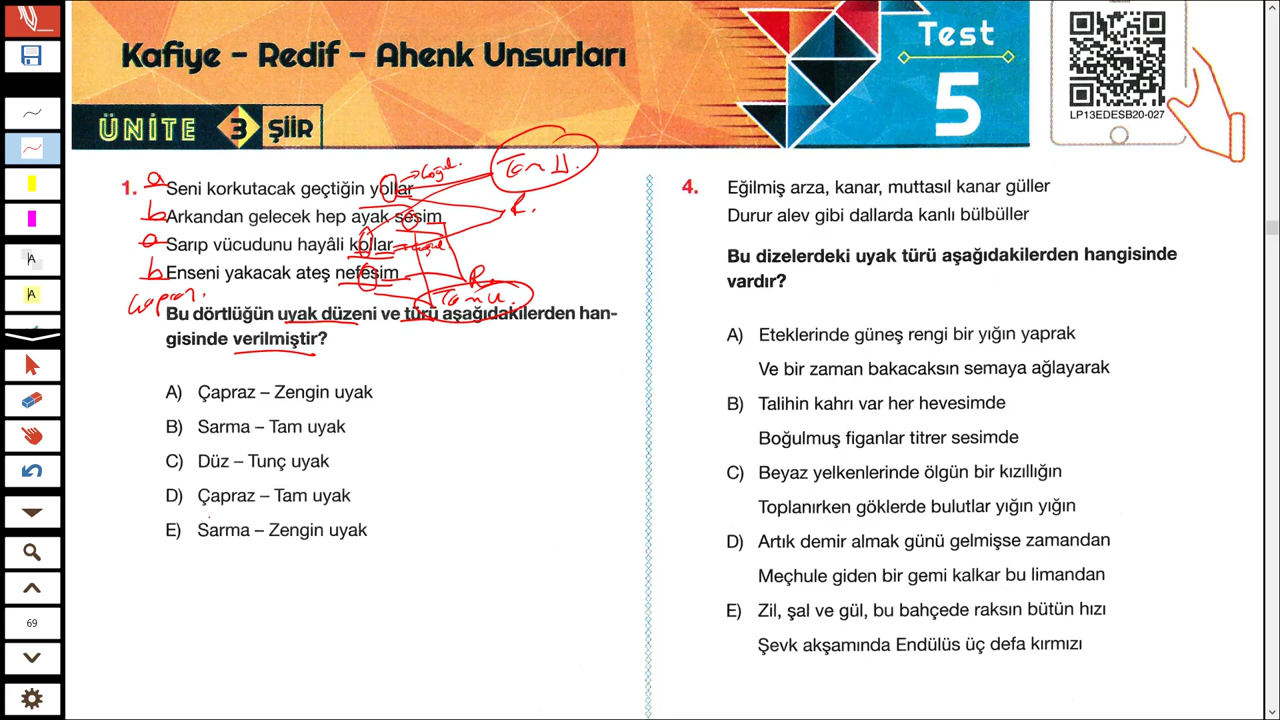 Kafiye – Redif – Ahenk Unsurları
Test
5
ÜNİTE 3 ŞİİR
LP13EDESB20-027
1.
a Seni korkutacak geçtiğin yollar
b Arkandan gelecek hep ayak sesim
a Sarıp vücudunu hayâli kollar
b Enseni yakacak ateş nefesim
Çoğul.
Tam U.
R.
Çoğul
R
Tam U.
Çapraz.
Bu dörtlüğün uyak düzeni ve türü aşağıdakilerden han-
gisinde verilmiştir?
A) Çapraz – Zengin uyak
B) Sarma – Tam uyak
C) Düz – Tunç uyak
D) Çapraz – Tam uyak
E) Sarma – Zengin uyak
4. Eğilmiş arza, kanar, muttasıl kanar güller
Durur alev gibi dallarda kanlı bülbüller
Bu dizelerdeki uyak türü aşağıdakilerden hangisinde
vardır?
A) Eteklerinde güneş rengi bir yığın yaprak
Ve bir zaman bakacaksın semaya ağlayarak
B) Talihin kahrı var her hevesimde
Boğulmuş figanlar titrer sesimde
C) Beyaz yelkenlerinde ölgün bir kızıllığın
Toplanırken göklerde bulutlar yığın yığın
D) Artık demir almak günü gelmişse zamandan
Meçhule giden bir gemi kalkar bu limandan
E) Zil, şal ve gül, bu bahçede raksın bütün hızı
Şevk akşamında Endülüs üç defa kırmızı
A
A
69